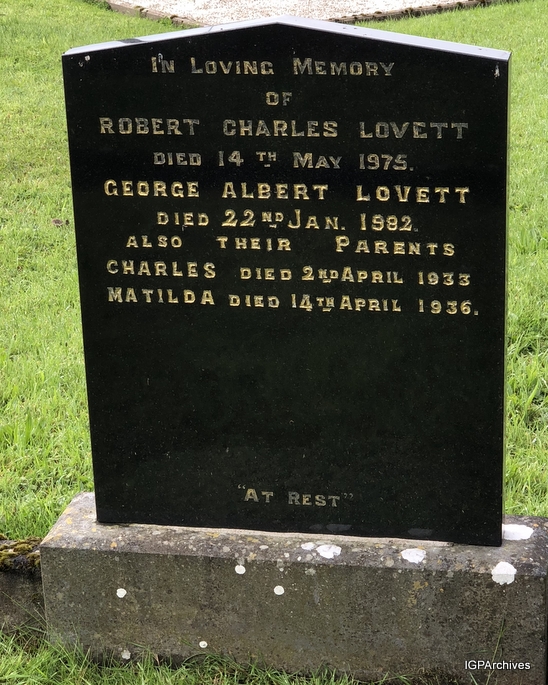 In Loving Memory
OF
ROBERT CHARLES LOVETT
DIED 14TH MAY 1975.
GEORGE ALBERT LOVETT
DIED 22ND JAN. 1982.
ALSO THEIR PARENTS
CHARLES DIED 2ND APRIL 1933
MATILDA DIED 14TH APRIL 1936.
"AT REST"
IGPArchives